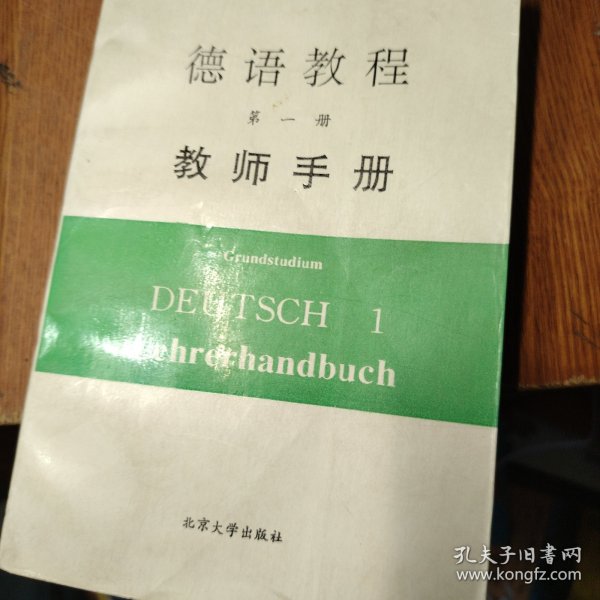 德语教程
第一册
教师手册
Grundstudium
DEUTSCH 1
Lehrerhandbuch
北京大学出版社
孔夫子旧书网
www.kongfz.com